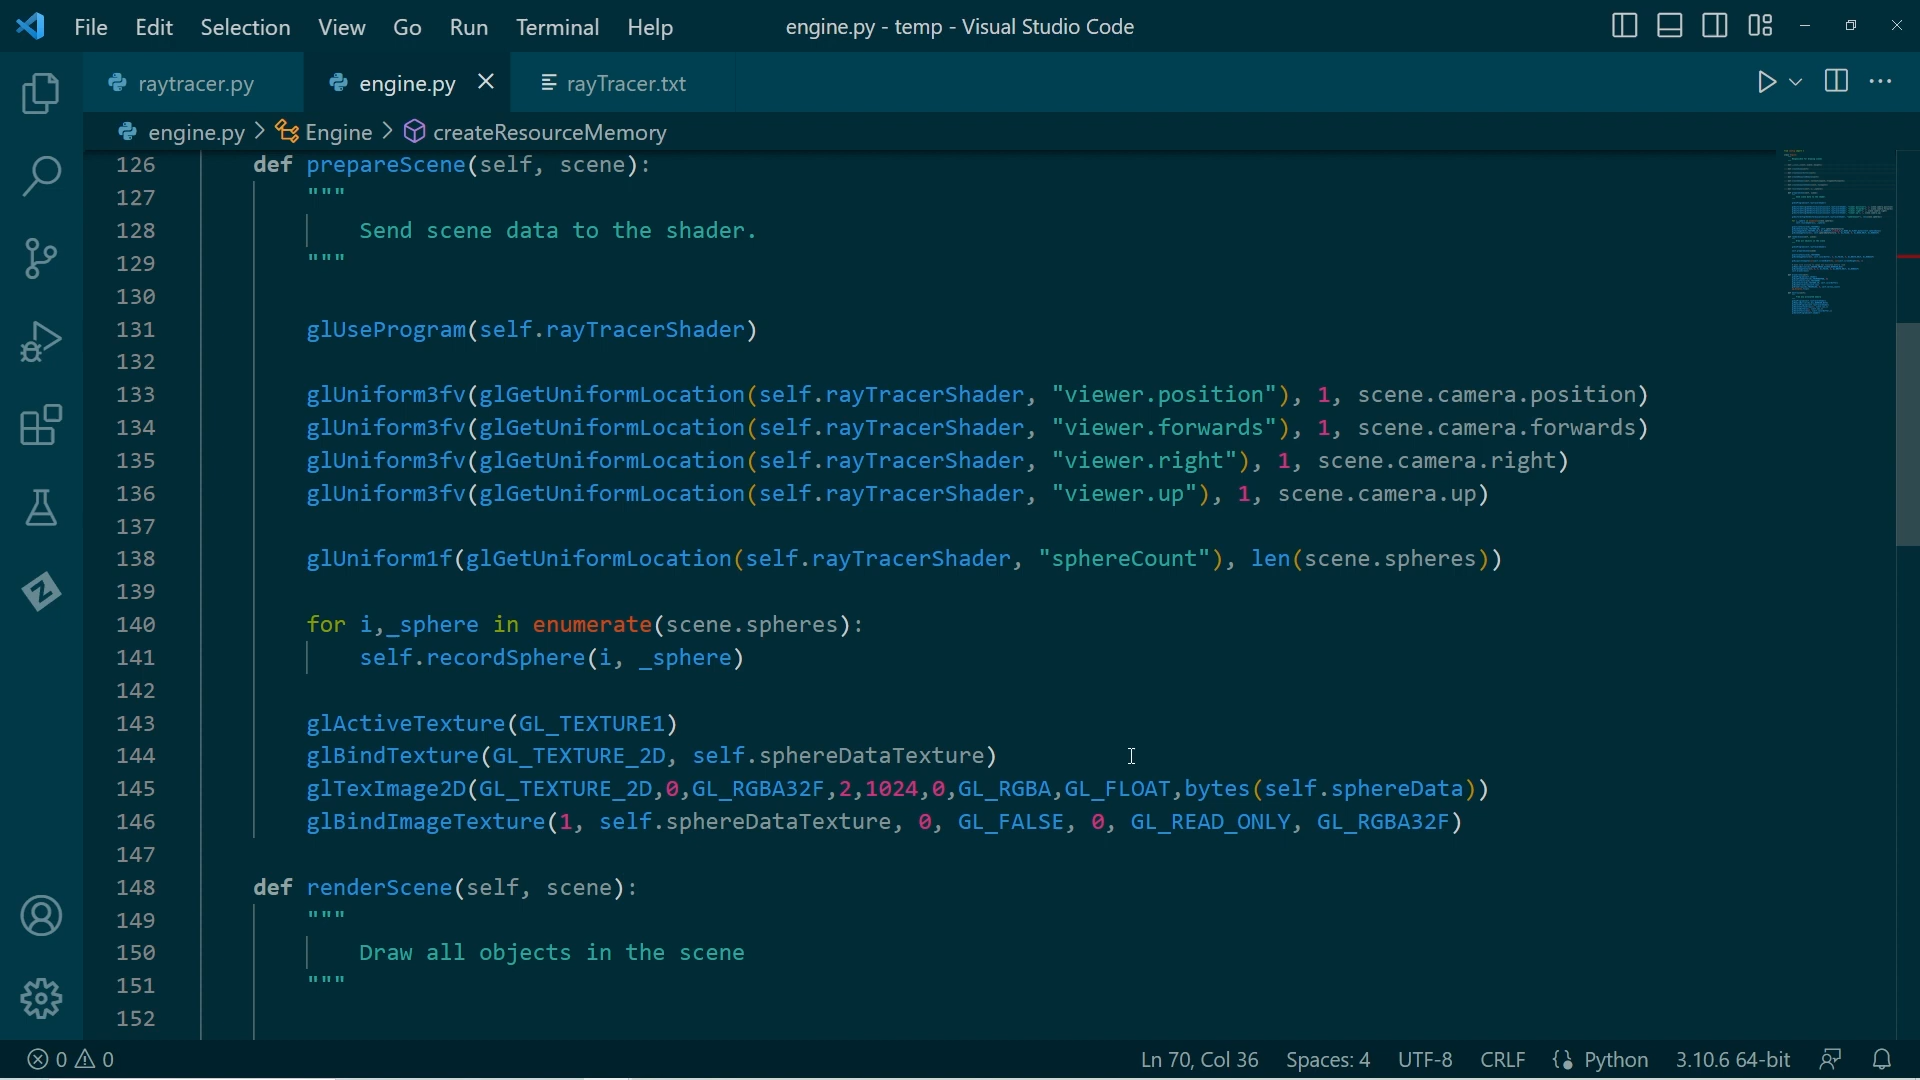 File Edit Selection View Go Run Terminal Help engine.py - temp - Visual Studio Code
raytracer.py engine.py rayTracer.txt
engine.py > Engine > createResourceMemory
126 def prepareScene(self, scene):
127 """
128 Send scene data to the shader.
129 """
130
131 glUseProgram(self.rayTracerShader)
132
133 glUniform3fv(glGetUniformLocation(self.rayTracerShader, "viewer.position"), 1, scene.camera.position)
134 glUniform3fv(glGetUniformLocation(self.rayTracerShader, "viewer.forwards"), 1, scene.camera.forwards)
135 glUniform3fv(glGetUniformLocation(self.rayTracerShader, "viewer.right"), 1, scene.camera.right)
136 glUniform3fv(glGetUniformLocation(self.rayTracerShader, "viewer.up"), 1, scene.camera.up)
137
138 glUniform1f(glGetUniformLocation(self.rayTracerShader, "sphereCount"), len(scene.spheres))
139
140 for i,_sphere in enumerate(scene.spheres):
141 self.recordSphere(i, _sphere)
142
143 glActiveTexture(GL_TEXTURE1)
144 glBindTexture(GL_TEXTURE_2D, self.sphereDataTexture)
145 glTexImage2D(GL_TEXTURE_2D,0,GL_RGBA32F,2,1024,0,GL_RGBA,GL_FLOAT,bytes(self.sphereData))
146 glBindImageTexture(1, self.sphereDataTexture, 0, GL_FALSE, 0, GL_READ_ONLY, GL_RGBA32F)
147
148 def renderScene(self, scene):
149 """
150 Draw all objects in the scene
151 """
152
0 0 Ln 70, Col 36 Spaces: 4 UTF-8 CRLF Python 3.10.6 64-bit